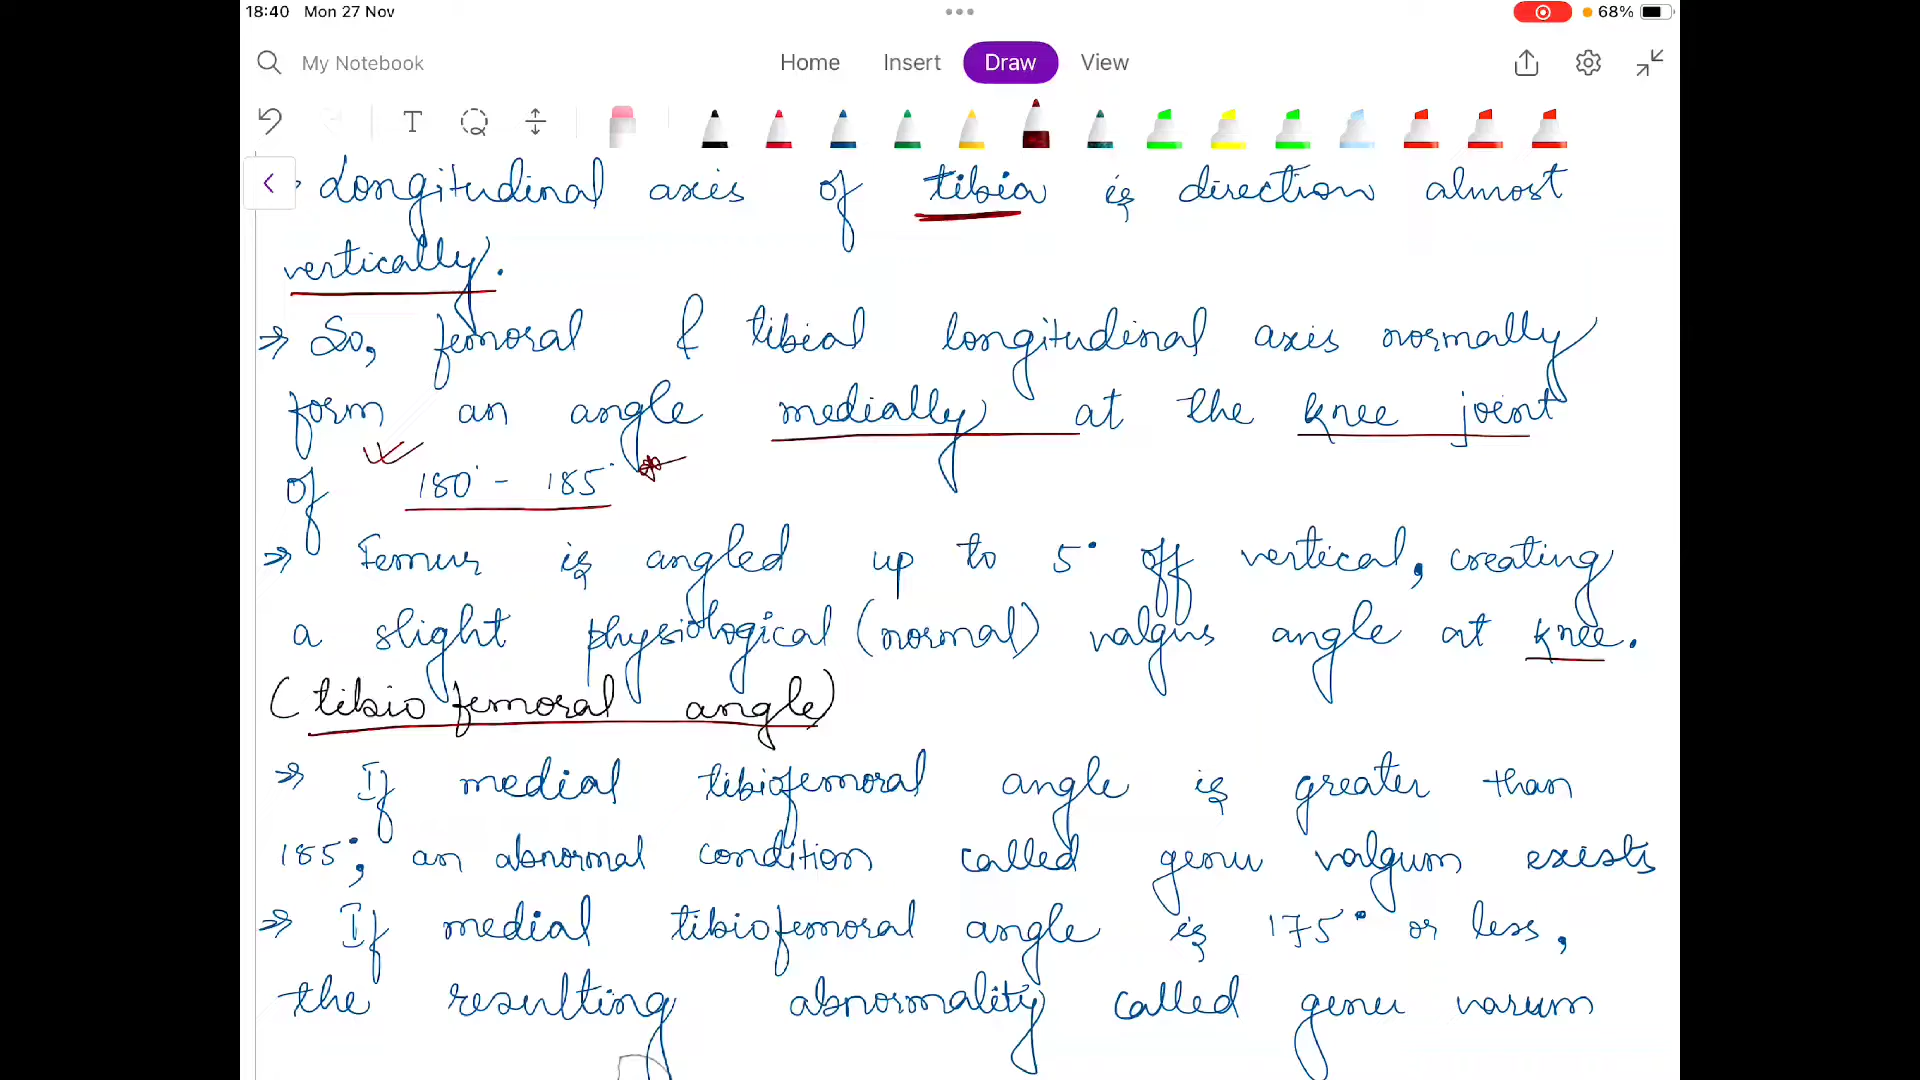 18:40 Mon 27 Nov
68%
My Notebook
Home Insert Draw View
T
Longitudinal axis of tibia is direction almost
vertically.
⇒ So, femoral & tibial longitudinal axis normally
form an angle medially at the knee joint
of 180° - 185° *
⇒ Femur is angled up to 5° off vertical, creating
a slight physiological (normal) valgus angle at knee.
(tibio femoral angle)
⇒ If medial tibiofemoral angle is greater than
185°, an abnormal condition called genu valgum exists
⇒ If medial tibiofemoral angle is 175° or less,
the resulting abnormality called genu varum